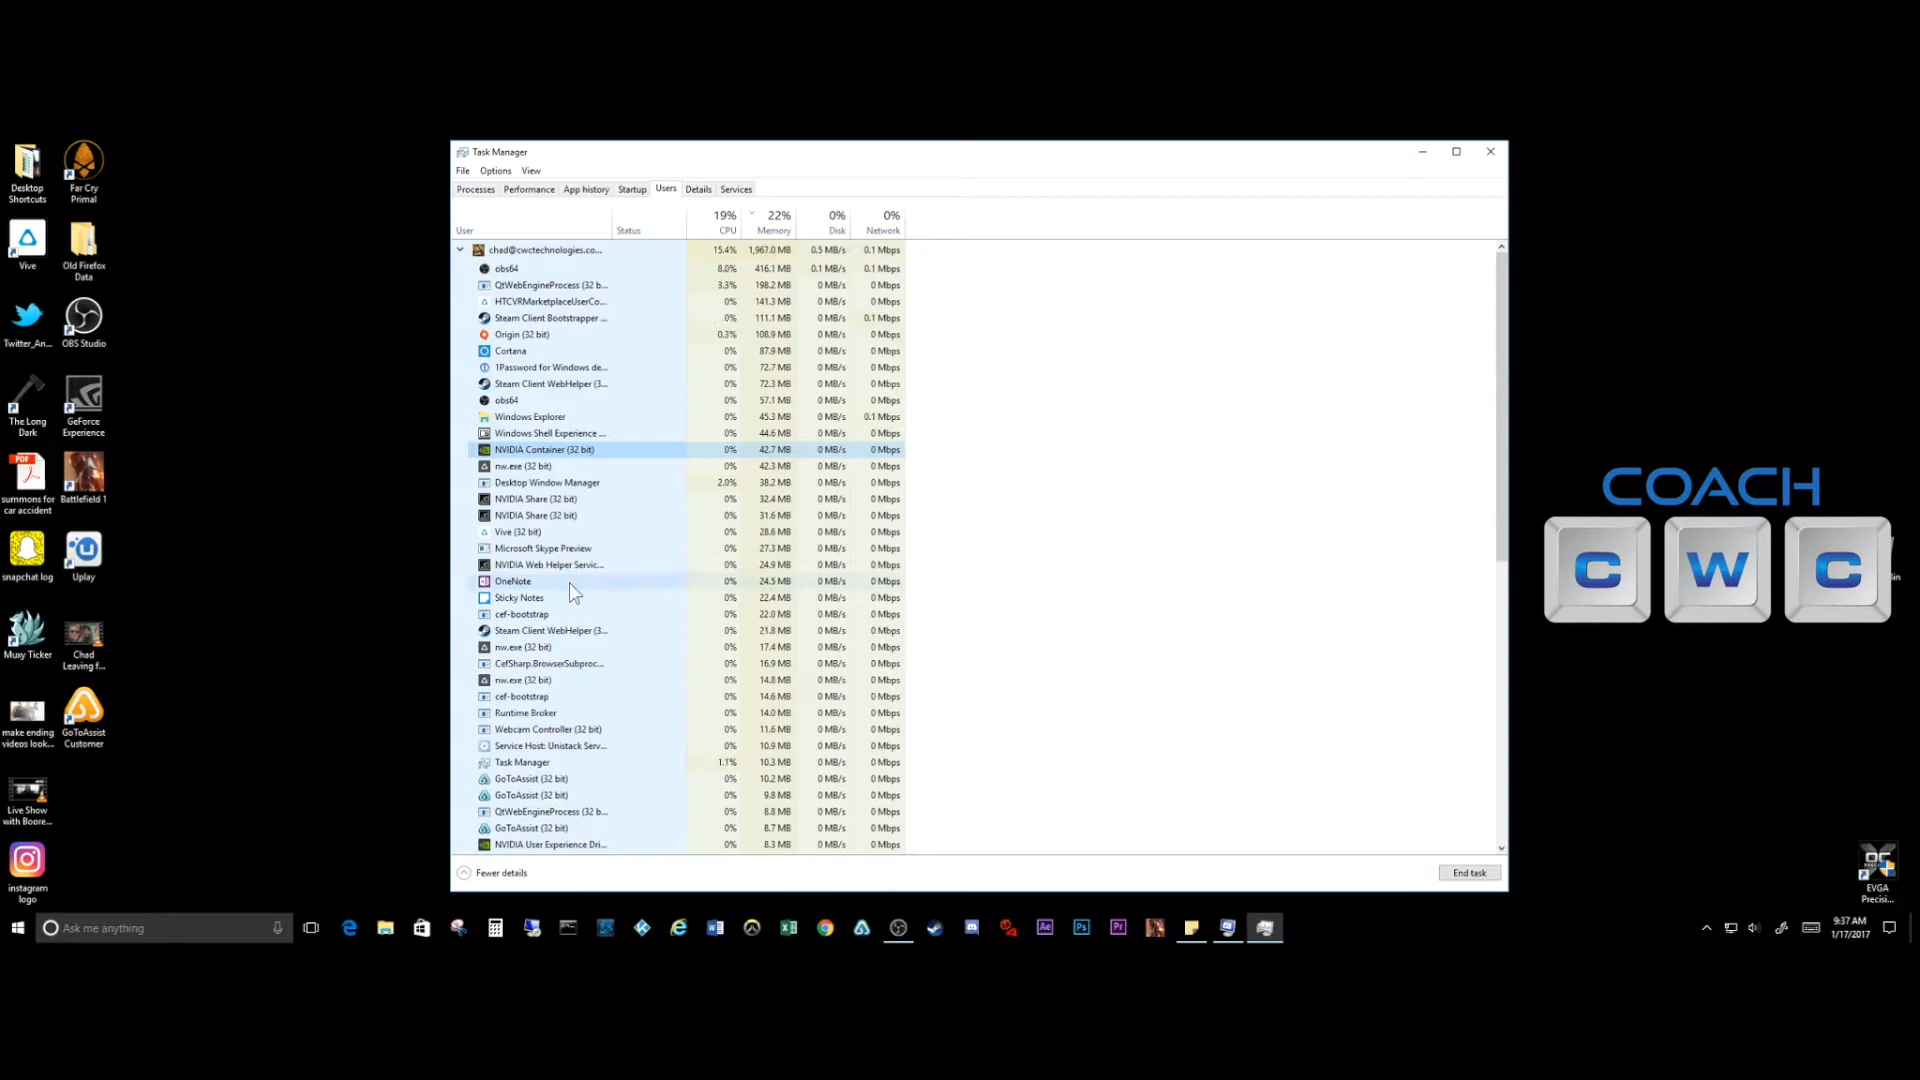 Task Manager
File Options View
Processes Performance App history Startup Users Details Services
19% 22% 0% 0%
User Status CPU Memory Disk Network
chad@cwctechnologies.co... 15.4% 1,967.0 MB 0.5 MB/s 0.1 Mbps
obs64 8.0% 416.1 MB 0.1 MB/s 0.1 Mbps
QtWebEngineProcess (32 b... 3.3% 198.2 MB 0 MB/s 0 Mbps
HTCVRMarketplaceUserCo... 0% 141.3 MB 0 MB/s 0 Mbps
Steam Client Bootstrapper ... .0% 111.1 MB 0 MB/s 0.1 Mbps
Origin (32 bit) 0.3% 108.9 MB 0 MB/s 0 Mbps
Cortana 0% 87.9 MB 0 MB/s 0 Mbps
1Password for Windows de... 0% 72.7 MB 0 MB/s 0 Mbps
Steam Client WebHelper (3... 0% 72.3 MB 0 MB/s 0 Mbps
obs64 0% 57.1 MB 0 MB/s 0 Mbps
Windows Explorer 0% 45.3 MB 0 MB/s 0.1 Mbps
Windows Shell Experience ... 0% 44.6 MB 0 MB/s 0 Mbps
NVIDIA Container (32 bit) 0% 42.7 MB 0 MB/s 0 Mbps
nw.exe (32 bit) 0% 42.3 MB 0 MB/s 0 Mbps
Desktop Window Manager 2.0% 38.2 MB 0 MB/s 0 Mbps
NVIDIA Share (32 bit) 0% 32.4 MB 0 MB/s 0 Mbps
NVIDIA Share (32 bit) 0% 31.6 MB 0 MB/s 0 Mbps
Vive (32 bit) 0% 28.6 MB 0 MB/s 0 Mbps
Microsoft Skype Preview 0% 27.3 MB 0 MB/s 0 Mbps
NVIDIA Web Helper Servic... 0% 24.9 MB 0 MB/s 0 Mbps
OneNote 0% 24.5 MB 0 MB/s 0 Mbps
Sticky Notes 0% 22.4 MB 0 MB/s 0 Mbps
cef-bootstrap 0% 22.0 MB 0 MB/s 0 Mbps
Steam Client WebHelper (3... 0% 21.8 MB 0 MB/s 0 Mbps
nw.exe (32 bit) 0% 17.4 MB 0 MB/s 0 Mbps
CefSharp.BrowserSubproc... 0% 16.9 MB 0 MB/s 0 Mbps
nw.exe (32 bit) 0% 14.8 MB 0 MB/s 0 Mbps
cef-bootstrap 0% 14.6 MB 0 MB/s 0 Mbps
Runtime Broker 0% 14.0 MB 0 MB/s 0 Mbps
Webcam Controller (32 bit) 0% 11.6 MB 0 MB/s 0 Mbps
Service Host: Unistack Serv... 0% 10.9 MB 0 MB/s 0 Mbps
Task Manager 1.1% 10.3 MB 0 MB/s 0 Mbps
GoToAssist (32 bit) 0% 10.2 MB 0 MB/s 0 Mbps
GoToAssist (32 bit) 0% 9.8 MB 0 MB/s 0 Mbps
QtWebEngineProcess (32 b... 0% 8.8 MB 0 MB/s 0 Mbps
GoToAssist (32 bit) 0% 8.7 MB 0 MB/s 0 Mbps
NVIDIA User Experience Dri... 0% 8.3 MB 0 MB/s 0 Mbps
Fewer details End task
Desktop Shortcuts
Far Cry Primal
Vive
Old Firefox Data
Twitter_An...
OBS Studio
The Long Dark
GeForce Experience
PDF
summons for car accident
Battlefield 1
snapchat log
Uplay
Muxy Ticker
Chad Leaving f...
make ending videos look...
GoToAssist Customer
Live Show with Boore...
instagram logo
COACH
C W C
OC
EVGA Precisi...
Ask me anything
Ae Ps Pr
9:37 AM
1/17/2017